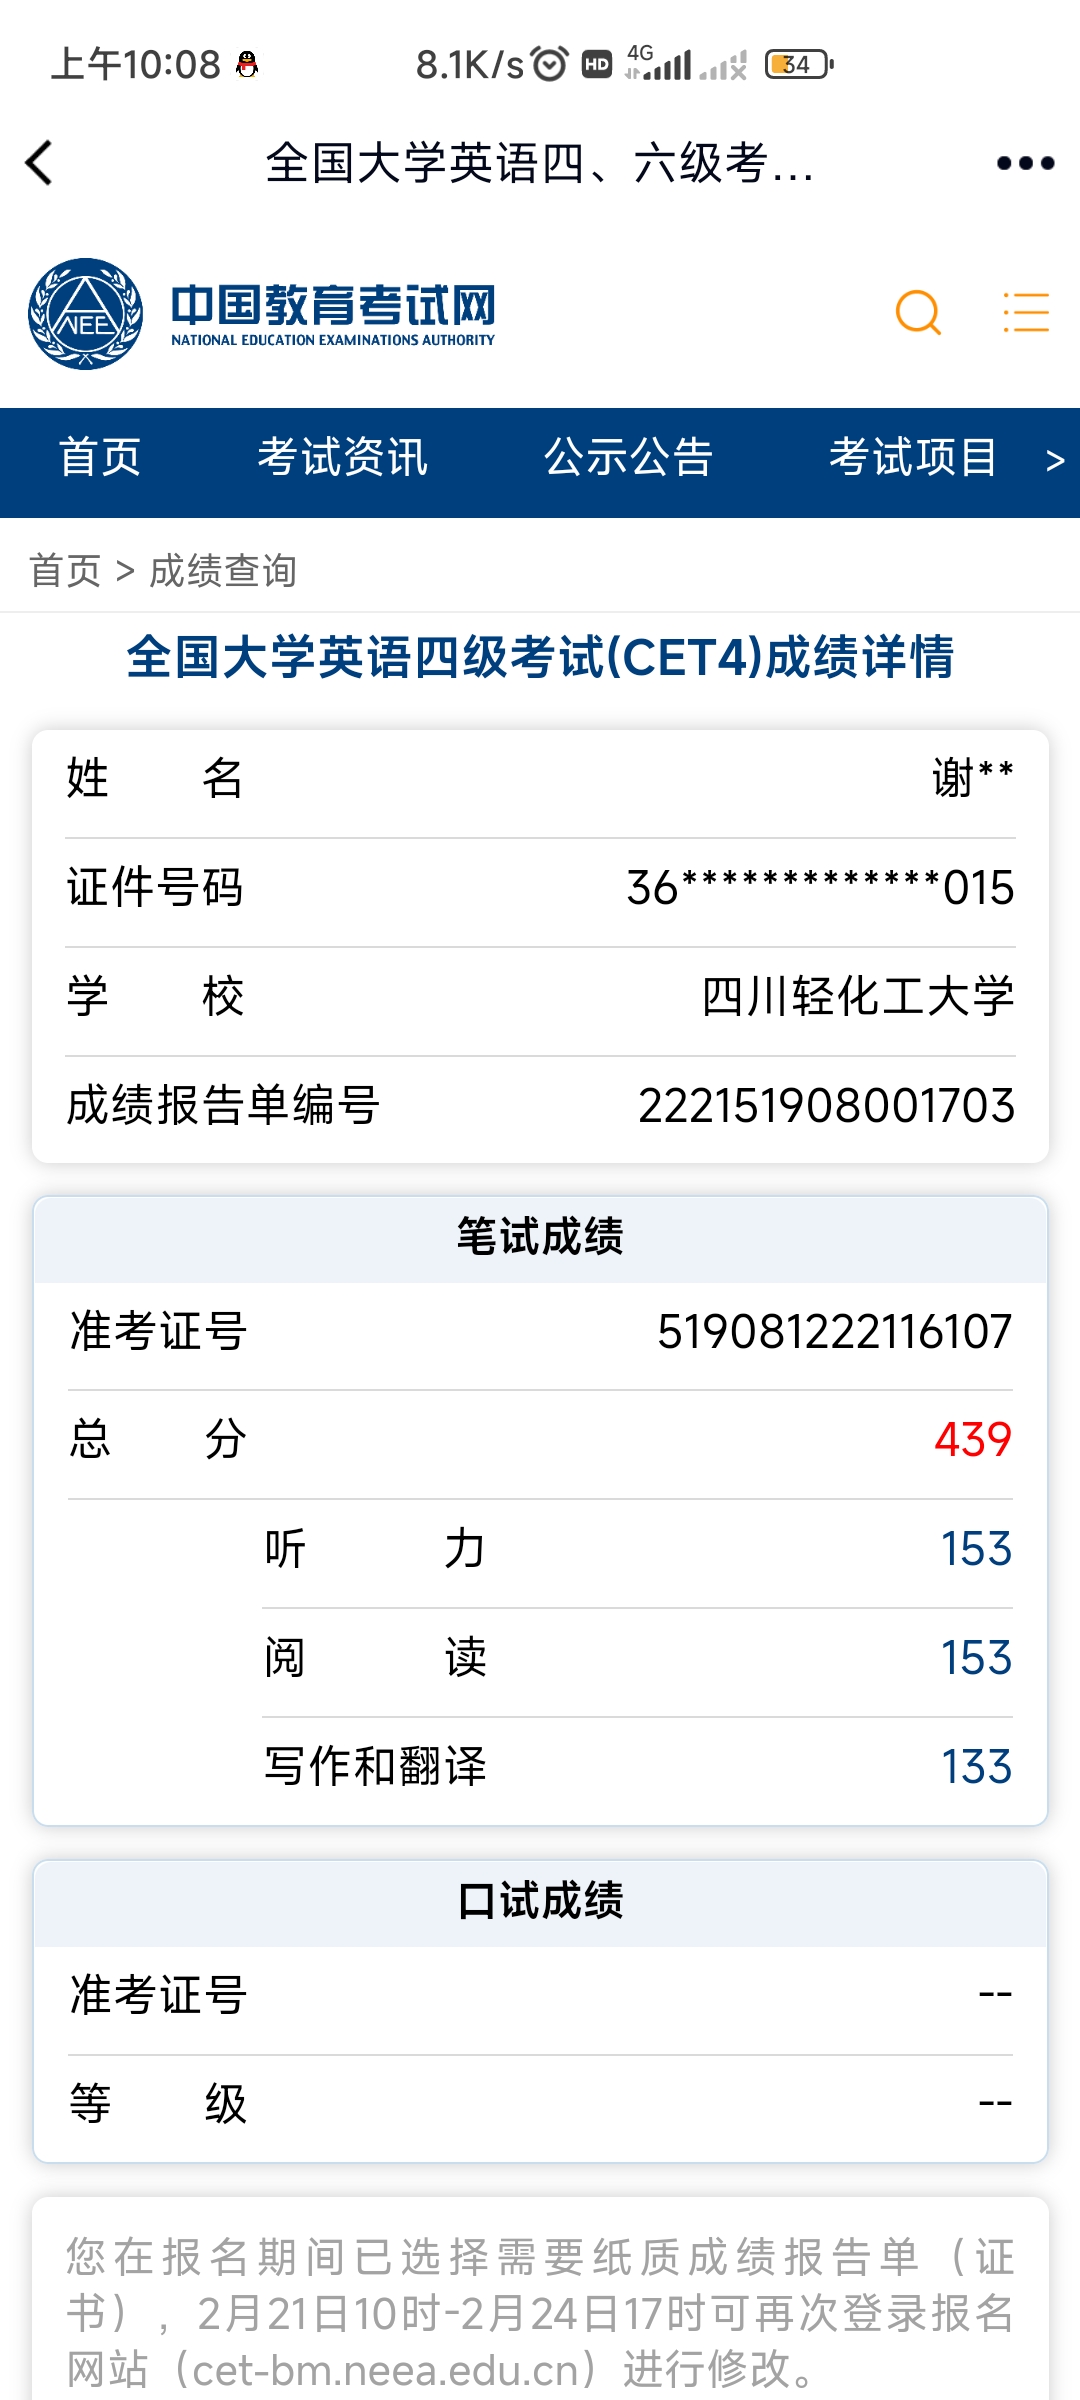 上午10:08 8.1K/s HD 4G 34
全国大学英语四、六级考...
NEEA
中国教育考试网
NATIONAL EDUCATION EXAMINATIONS AUTHORITY
首页 考试资讯 公示公告 考试项目 >
首页 > 成绩查询
全国大学英语四级考试(CET4)成绩详情
姓名 谢**
证件号码 36*************015
学校 四川轻化工大学
成绩报告单编号 222151908001703
笔试成绩
准考证号 519081222116107
总分 439
听力 153
阅读 153
写作和翻译 133
口试成绩
准考证号 --
等级 --
您在报名期间已选择需要纸质成绩报告单（证
书），2月21日10时-2月24日17时可再次登录报名
网站（cet-bm.neea.edu.cn）进行修改。